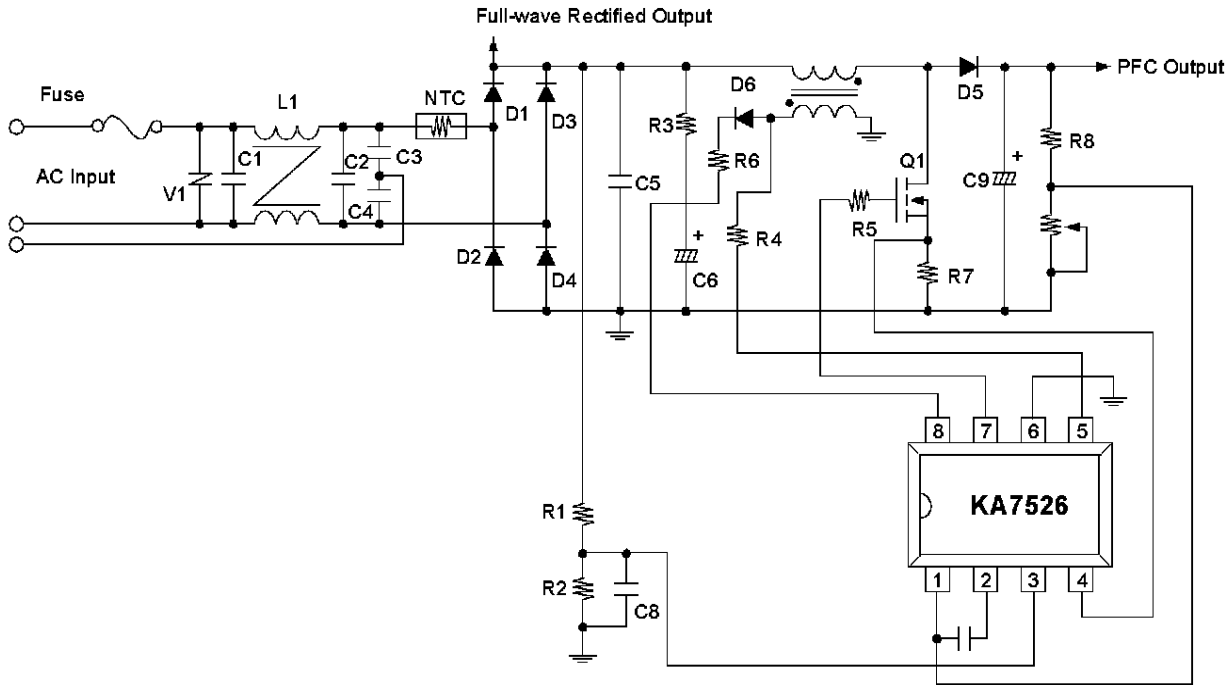 Full-wave Rectified Output
PFC Output
Fuse
L1
NTC
D1
D3
D6
D5
R3
R8
AC Input
V1
C1
C2
C3
C4
R6
Q1
C5
C9
+
R4
R5
D2
D4
+
C6
R7
8
7
6
5
KA7526
R1
R2
C8
1
2
3
4